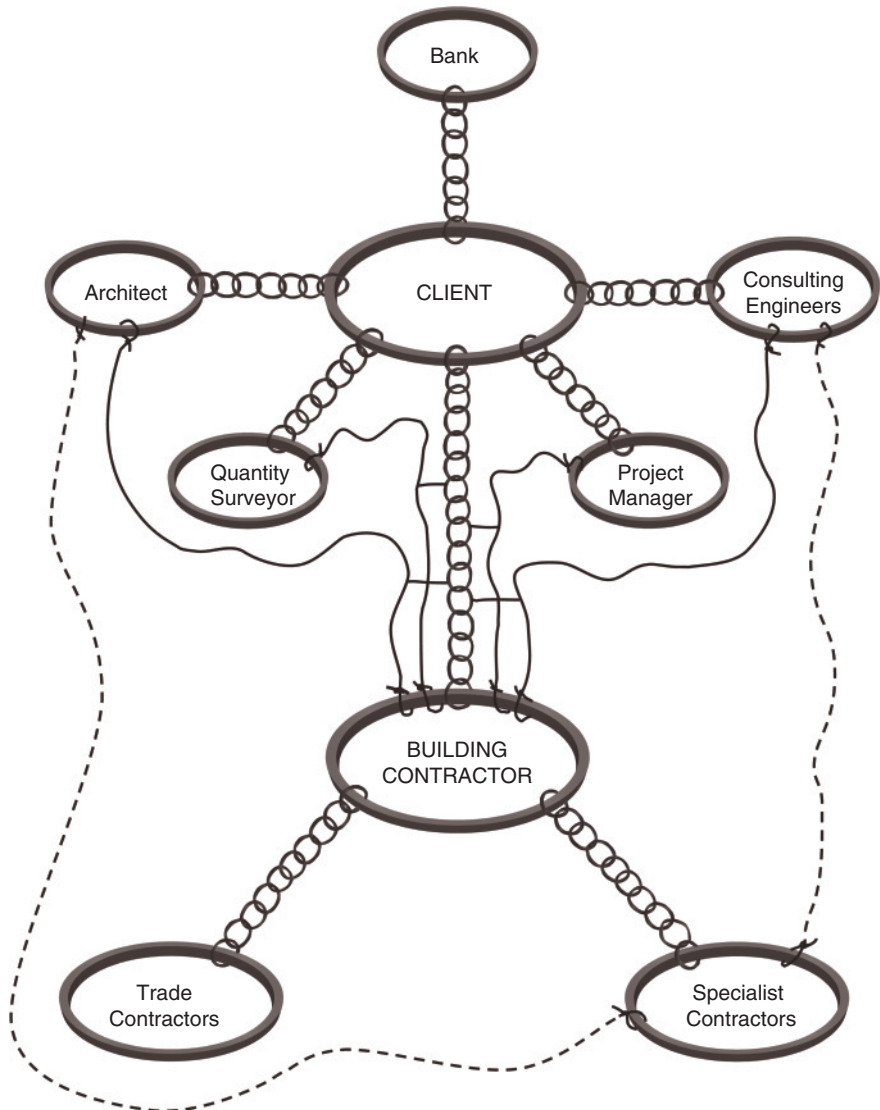 Bank
Architect
CLIENT
Consulting
Engineers
Quantity
Surveyor
Project
Manager
BUILDING
CONTRACTOR
Trade
Contractors
Specialist
Contractors